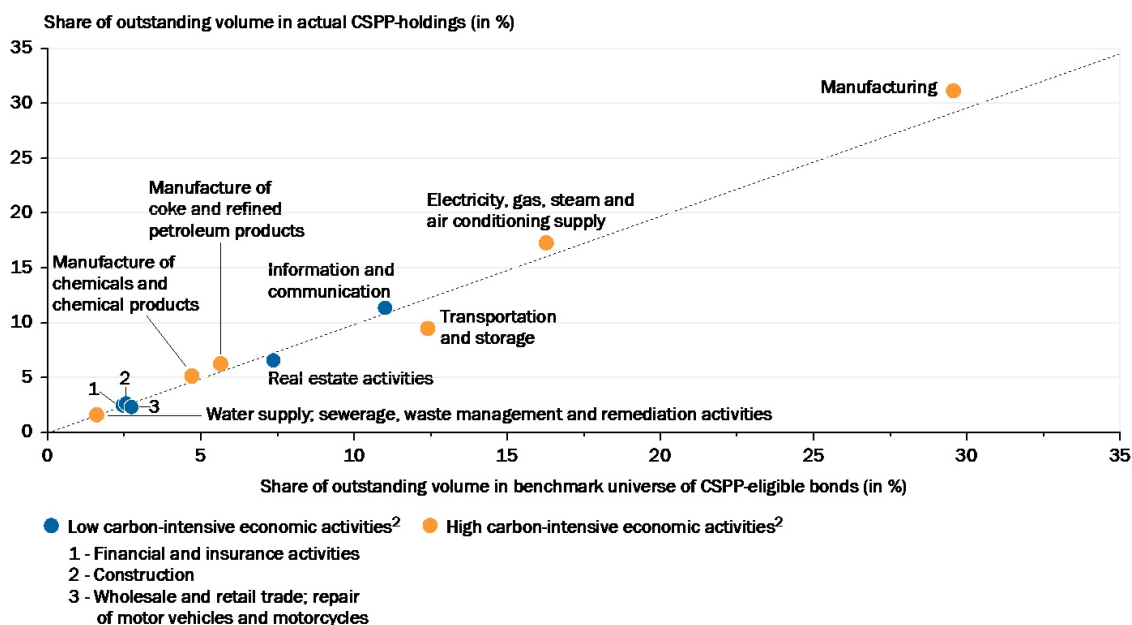 Share of outstanding volume in actual CSPP-holdings (in %)
35
30
25
20
15
10
5
0
Manufacturing
Manufacture of
coke and refined
petroleum products
Electricity, gas, steam and
air conditioning supply
Manufacture of
chemicals and
chemical products
Information and
communication
Transportation
and storage
Real estate activities
1
2
3
Water supply; sewerage, waste management and remediation activities
0 5 10 15 20 25 30 35
Share of outstanding volume in benchmark universe of CSPP-eligible bonds (in %)
Low carbon-intensive economic activities² High carbon-intensive economic activities²
1 - Financial and insurance activities
2 - Construction
3 - Wholesale and retail trade; repair
of motor vehicles and motorcycles